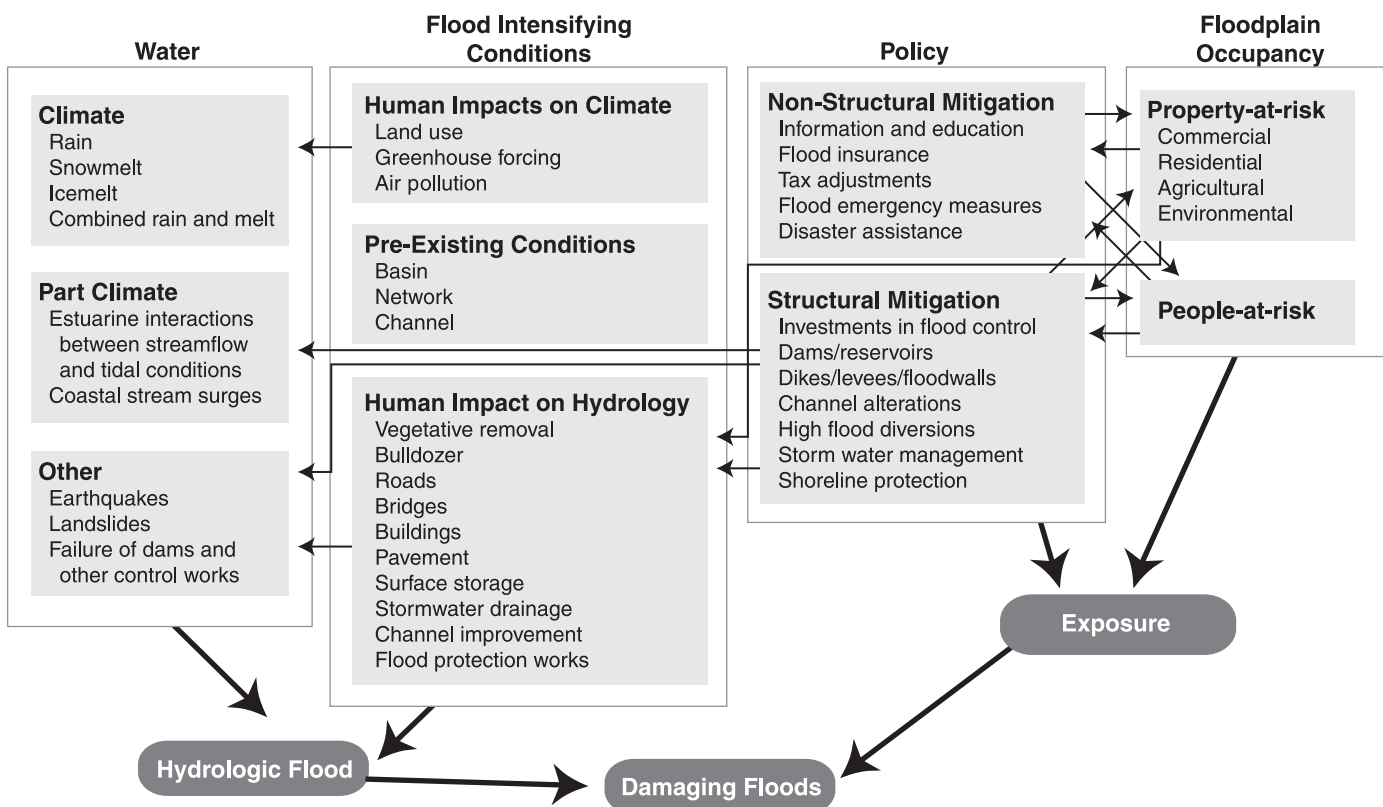 Water
Climate
Rain
Snowmelt
Icemelt
Combined rain and melt
Part Climate
Estuarine interactions
between streamflow
and tidal conditions
Coastal stream surges
Other
Earthquakes
Landslides
Failure of dams and
other control works
Flood Intensifying
Conditions
Human Impacts on Climate
Land use
Greenhouse forcing
Air pollution
Pre-Existing Conditions
Basin
Network
Channel
Human Impact on Hydrology
Vegetative removal
Bulldozer
Roads
Bridges
Buildings
Pavement
Surface storage
Stormwater drainage
Channel improvement
Flood protection works
Policy
Non-Structural Mitigation
Information and education
Flood insurance
Tax adjustments
Flood emergency measures
Disaster assistance
Structural Mitigation
Investments in flood control
Dams/reservoirs
Dikes/levees/floodwalls
Channel alterations
High flood diversions
Storm water management
Shoreline protection
Floodplain
Occupancy
Property-at-risk
Commercial
Residential
Agricultural
Environmental
People-at-risk
Exposure
Hydrologic Flood
Damaging Floods